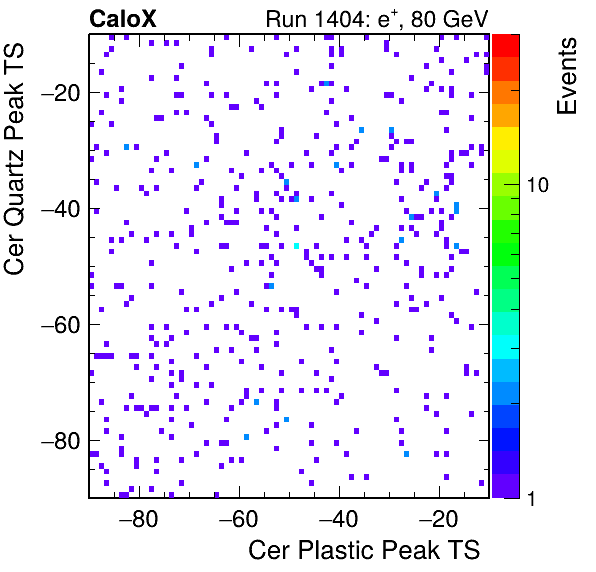 CaloX Run 1404: e⁺, 80 GeV
Events
Cer Quartz Peak TS
−20
−40
−60
−80
10
1
−80 −60 −40 −20
Cer Plastic Peak TS